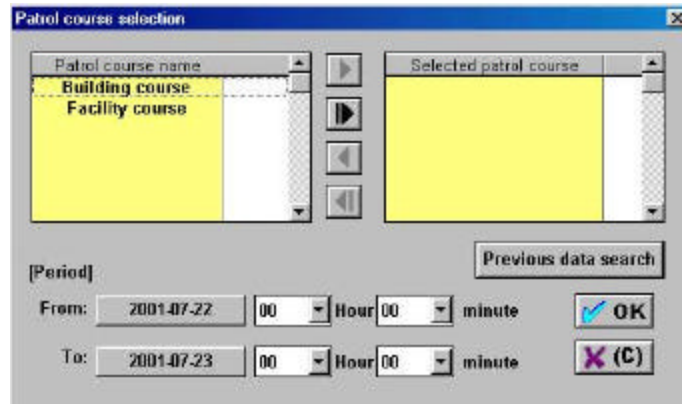 Patrol course selection
Patrol course name
Building course
Facility course
Selected patrol course
Previous data search
[Period]
From: 2001-07-22 00 Hour 00 minute
OK
To: 2001-07-23 00 Hour 00 minute
(C)